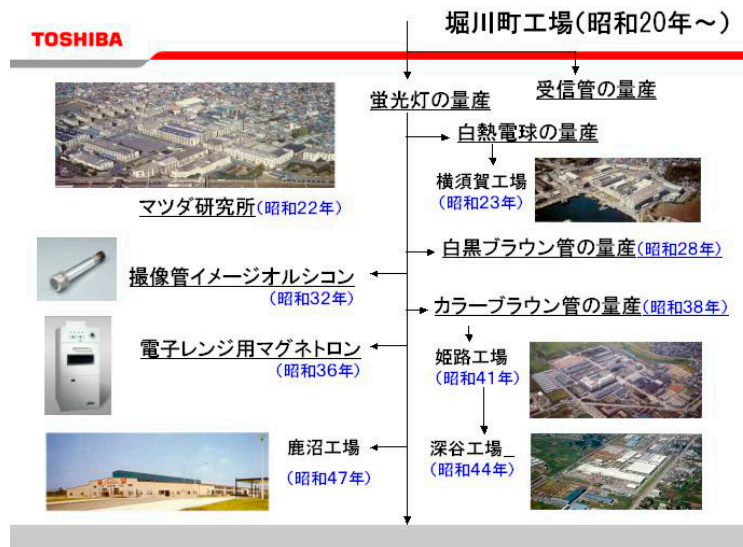 TOSHIBA
堀川町工場(昭和20年～)
蛍光灯の量産
受信管の量産
白熱電球の量産
横須賀工場
(昭和23年)
マツダ研究所(昭和22年)
白黒ブラウン管の量産(昭和28年)
撮像管イメージオルシコン
(昭和32年)
カラーブラウン管の量産(昭和38年)
電子レンジ用マグネトロン
(昭和36年)
姫路工場
(昭和41年)
鹿沼工場
(昭和47年)
深谷工場_
(昭和44年)